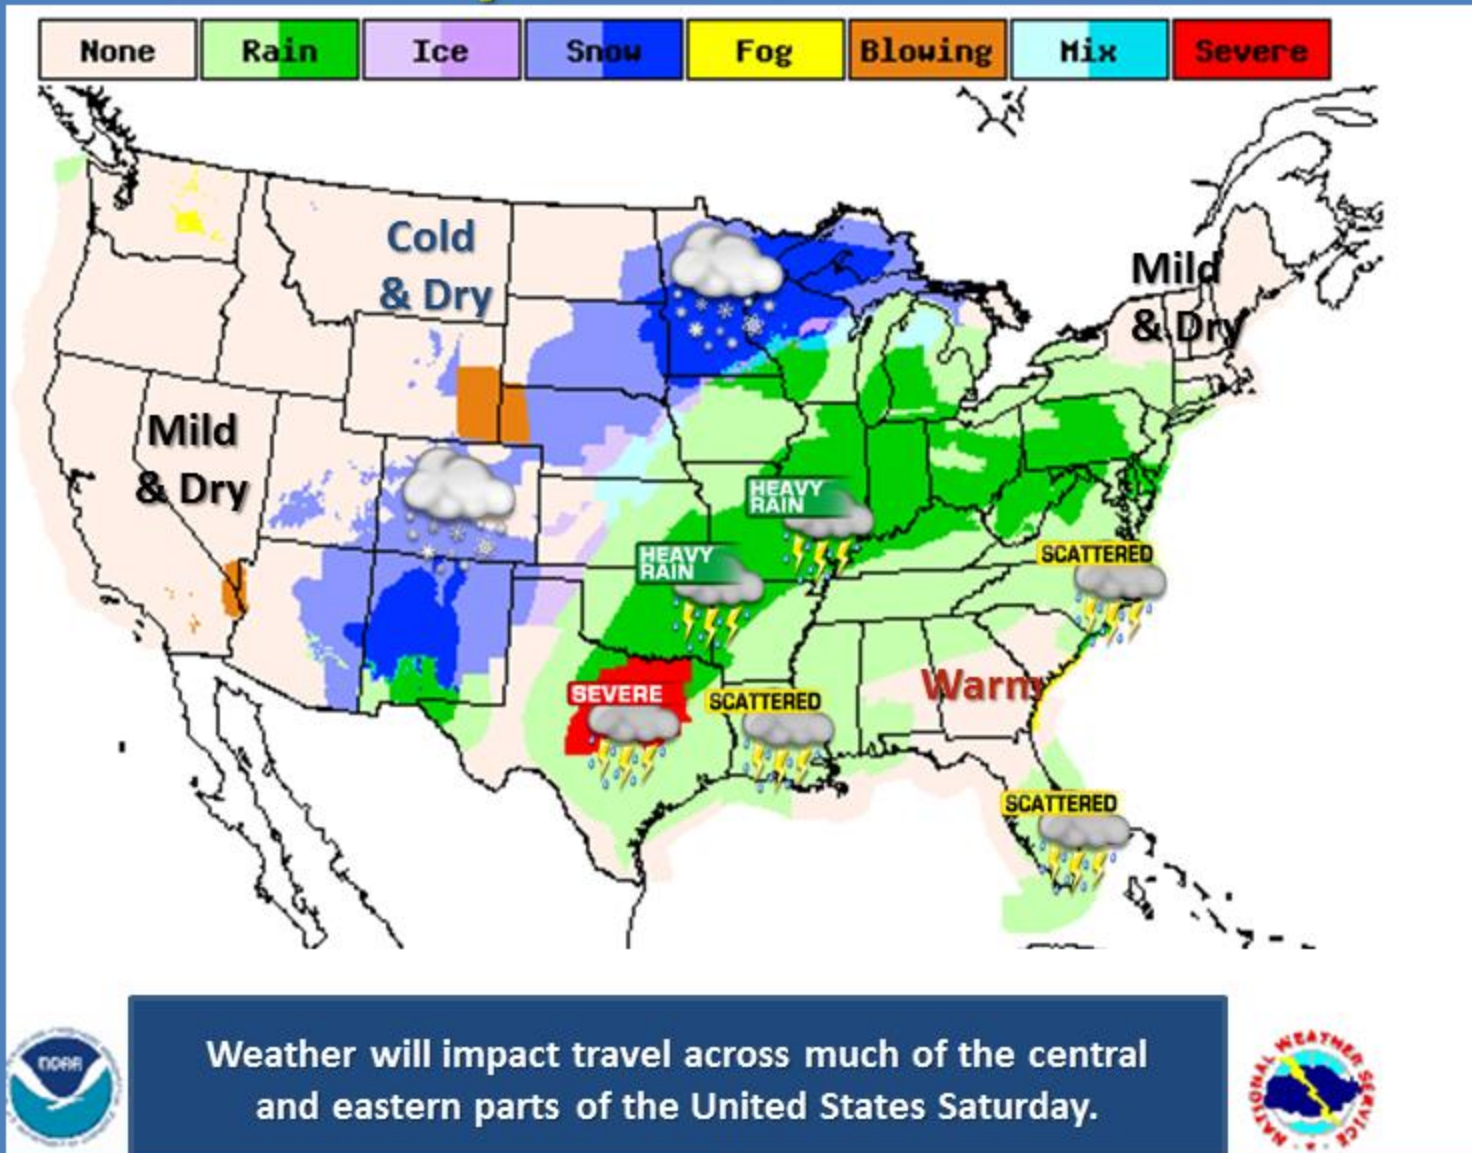 None Rain Ice Snow Fog Blowing Mix Severe
Cold
& Dry
Mild
& Dry
Mild
& Dry
HEAVY
RAIN
HEAVY
RAIN
SCATTERED
Warm
SEVERE
SCATTERED
SCATTERED
NOAA
Weather will impact travel across much of the central
and eastern parts of the United States Saturday.
NATIONAL WEATHER SERVICE